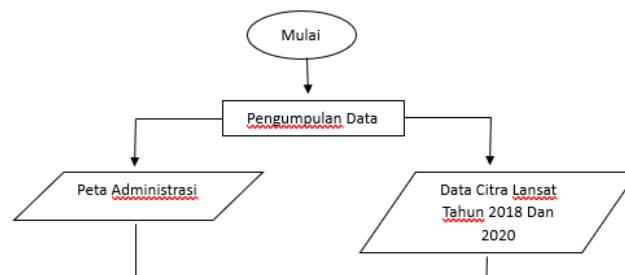 Mulai
Pengumpulan Data
Peta Administrasi
Data Citra Lansat
Tahun 2018 Dan
2020